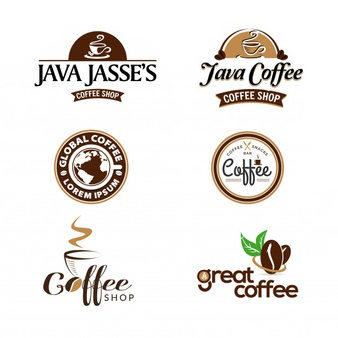 JAVA JASSE'S
COFFEE SHOP
Java Coffee
COFFEE SHOP
GLOBAL COFFEE
LOREM IPSUM
COFFEE SNACKS
BAR
Coffee
Coffee
SHOP
great
coffee